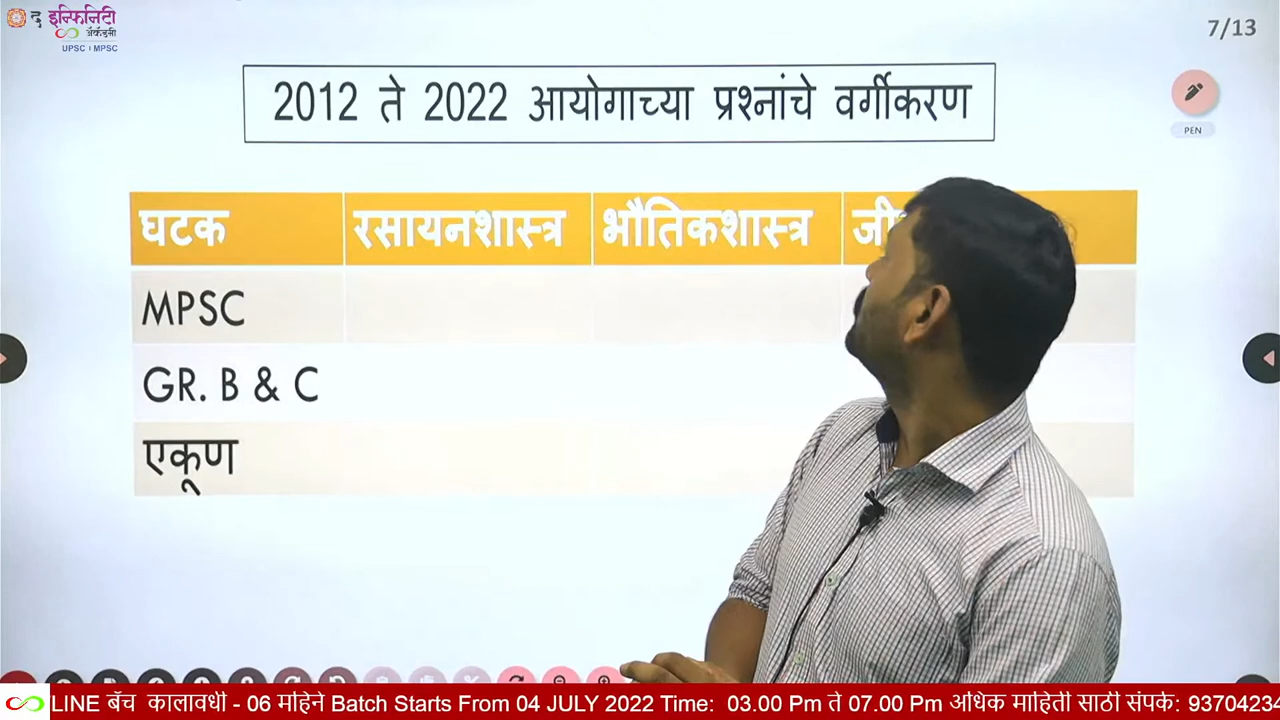 द इन्फिनिटी
अॅकॅडमी
UPSC । MPSC
7/13
2012 ते 2022 आयोगाच्या प्रश्नांचे वर्गीकरण
PEN
घटक रसायनशास्त्र भौतिकशास्त्र
MPSC
GR. B & C
एकूण
LINE बॅच कालावधी - 06 महिने Batch Starts From 04 JULY 2022 Time: 03.00 Pm ते 07.00 Pm अधिक माहिती साठी संपर्क: 9370423